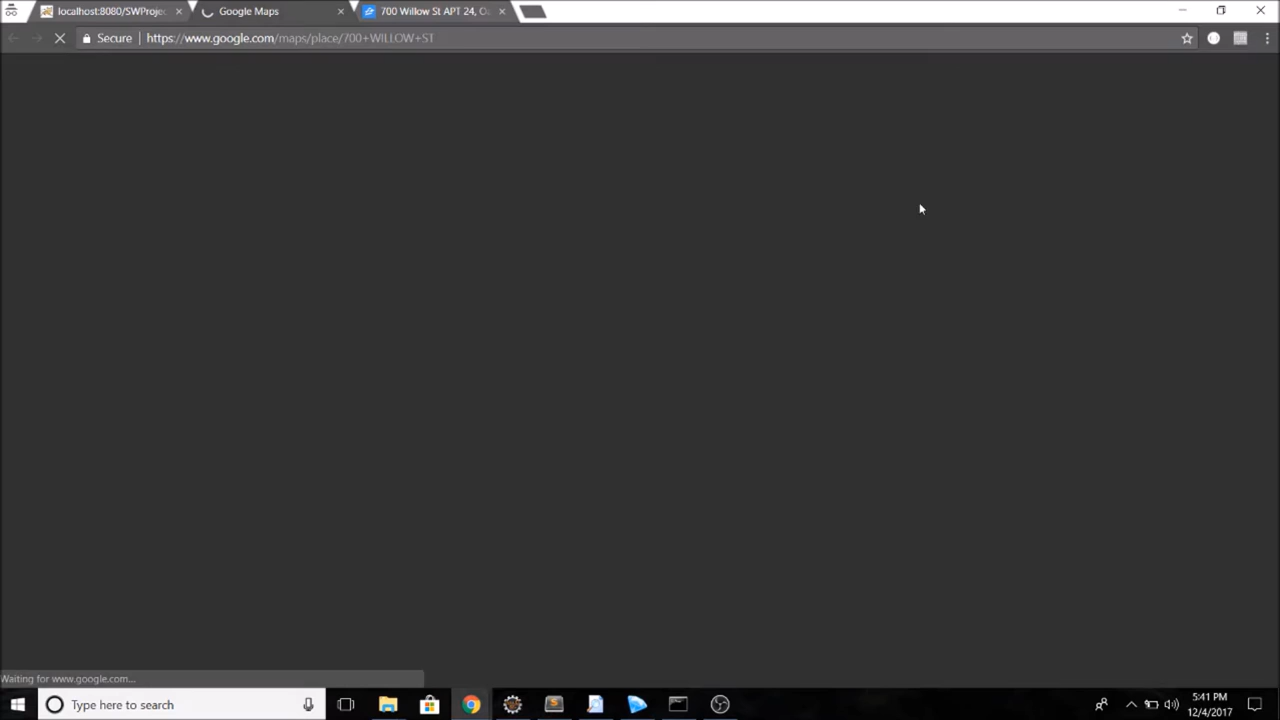 localhost:8080/SWProjec
Google Maps
700 Willow St APT 24, O
Secure
https://www.google.com/maps/place/700+WILLOW+ST
Waiting for www.google.com...
Type here to search
5:41 PM
12/4/2017